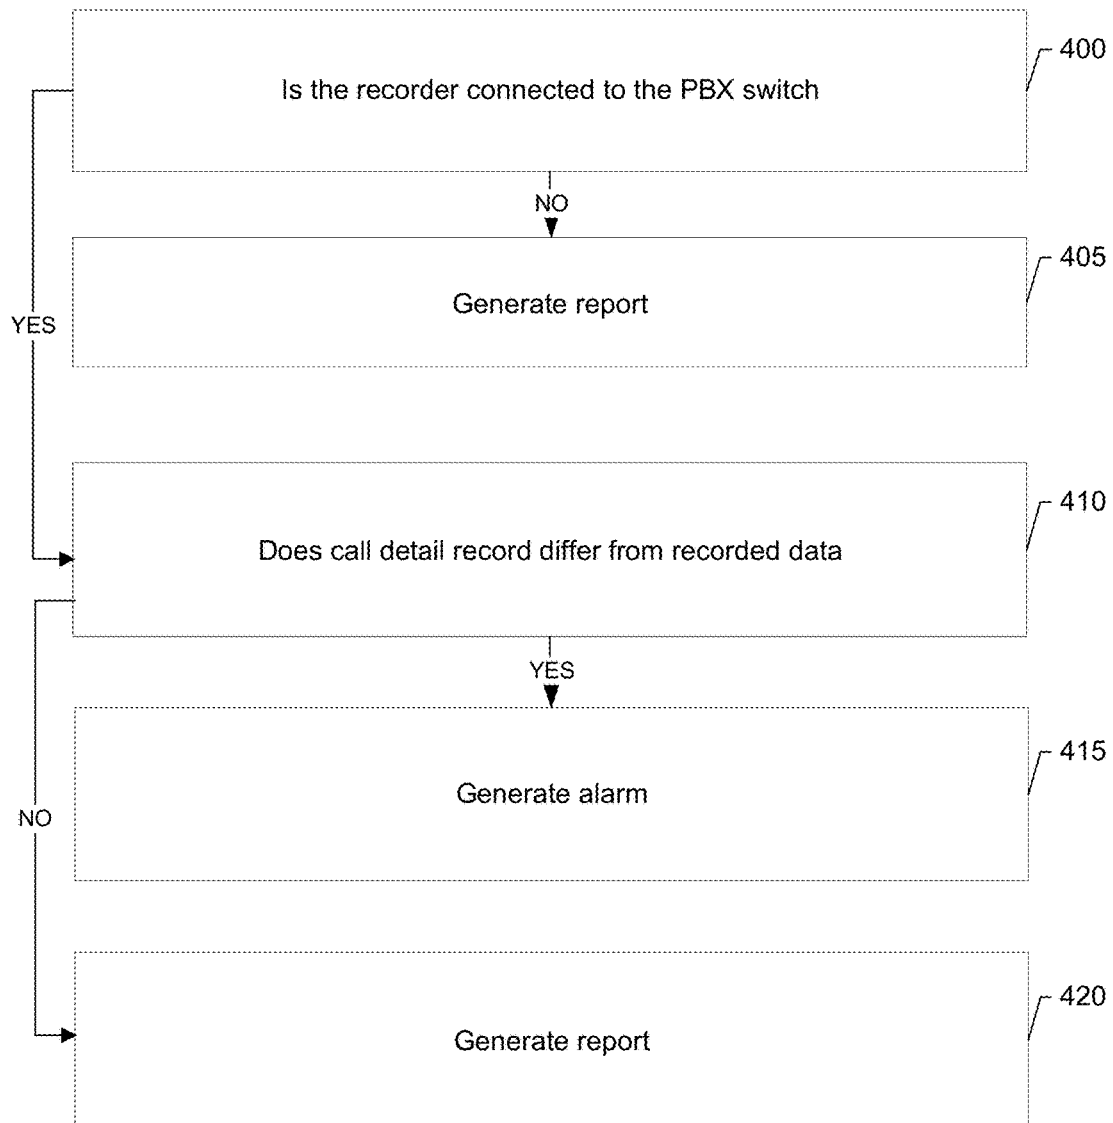 Is the recorder connected to the PBX switch
400
NO
Generate report
405
YES
Does call detail record differ from recorded data
410
YES
Generate alarm
415
NO
Generate report
420